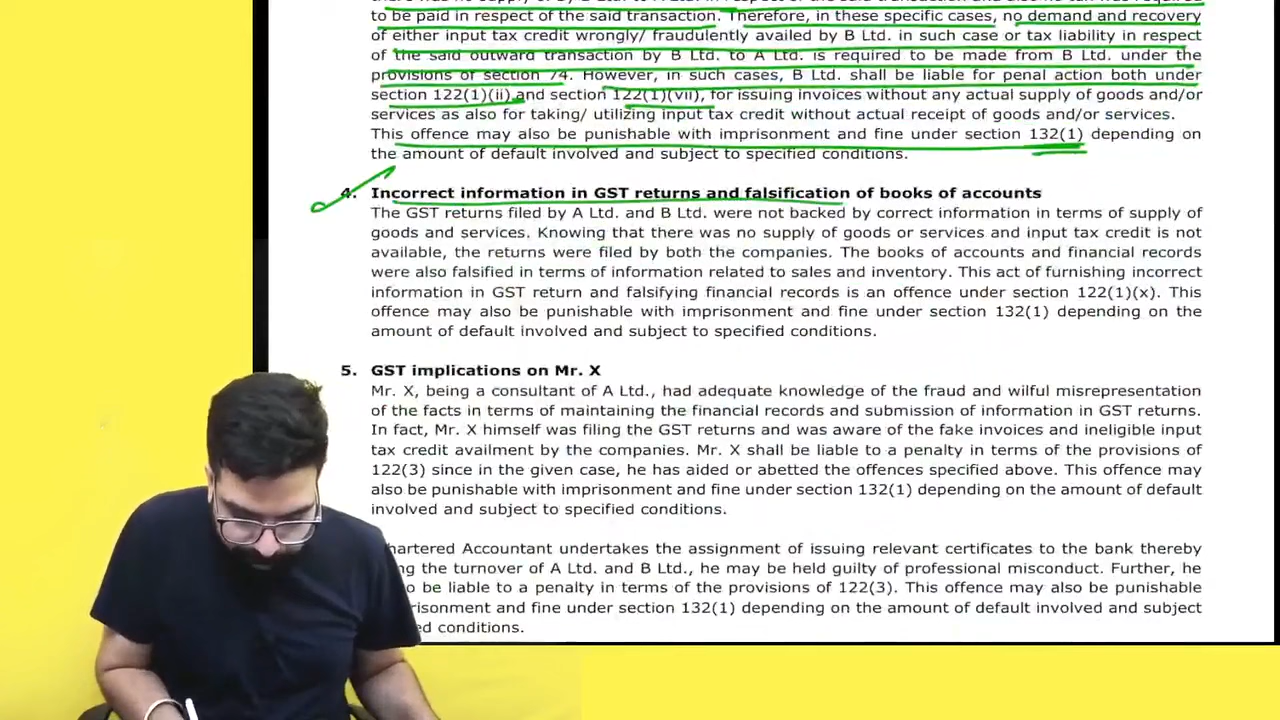 to be paid in respect of the said transaction. Therefore, in these specific cases, no demand and recovery
of either input tax credit wrongly/ fraudulently availed by B Ltd. in such case or tax liability in respect
of the said outward transaction by B Ltd. to A Ltd. is required to be made from B Ltd. under the
provisions of section 74. However, in such cases, B Ltd. shall be liable for penal action both under
section 122(1)(ii) and section 122(1)(vii), for issuing invoices without any actual supply of goods and/or
services as also for taking/ utilizing input tax credit without actual receipt of goods and/or services.
This offence may also be punishable with imprisonment and fine under section 132(1) depending on
the amount of default involved and subject to specified conditions.
4. Incorrect information in GST returns and falsification of books of accounts
The GST returns filed by A Ltd. and B Ltd. were not backed by correct information in terms of supply of
goods and services. Knowing that there was no supply of goods or services and input tax credit is not
available, the returns were filed by both the companies. The books of accounts and financial records
were also falsified in terms of information related to sales and inventory. This act of furnishing incorrect
information in GST return and falsifying financial records is an offence under section 122(1)(x). This
offence may also be punishable with imprisonment and fine under section 132(1) depending on the
amount of default involved and subject to specified conditions.
5. GST implications on Mr. X
Mr. X, being a consultant of A Ltd., had adequate knowledge of the fraud and wilful misrepresentation
of the facts in terms of maintaining the financial records and submission of information in GST returns.
In fact, Mr. X himself was filing the GST returns and was aware of the fake invoices and ineligible input
tax credit availment by the companies. Mr. X shall be liable to a penalty in terms of the provisions of
122(3) since in the given case, he has aided or abetted the offences specified above. This offence may
also be punishable with imprisonment and fine under section 132(1) depending on the amount of default
involved and subject to specified conditions.
hartered Accountant undertakes the assignment of issuing relevant certificates to the bank thereby
ng the turnover of A Ltd. and B Ltd., he may be held guilty of professional misconduct. Further, he
o be liable to a penalty in terms of the provisions of 122(3). This offence may also be punishable
risonment and fine under section 132(1) depending on the amount of default involved and subject
ed conditions.